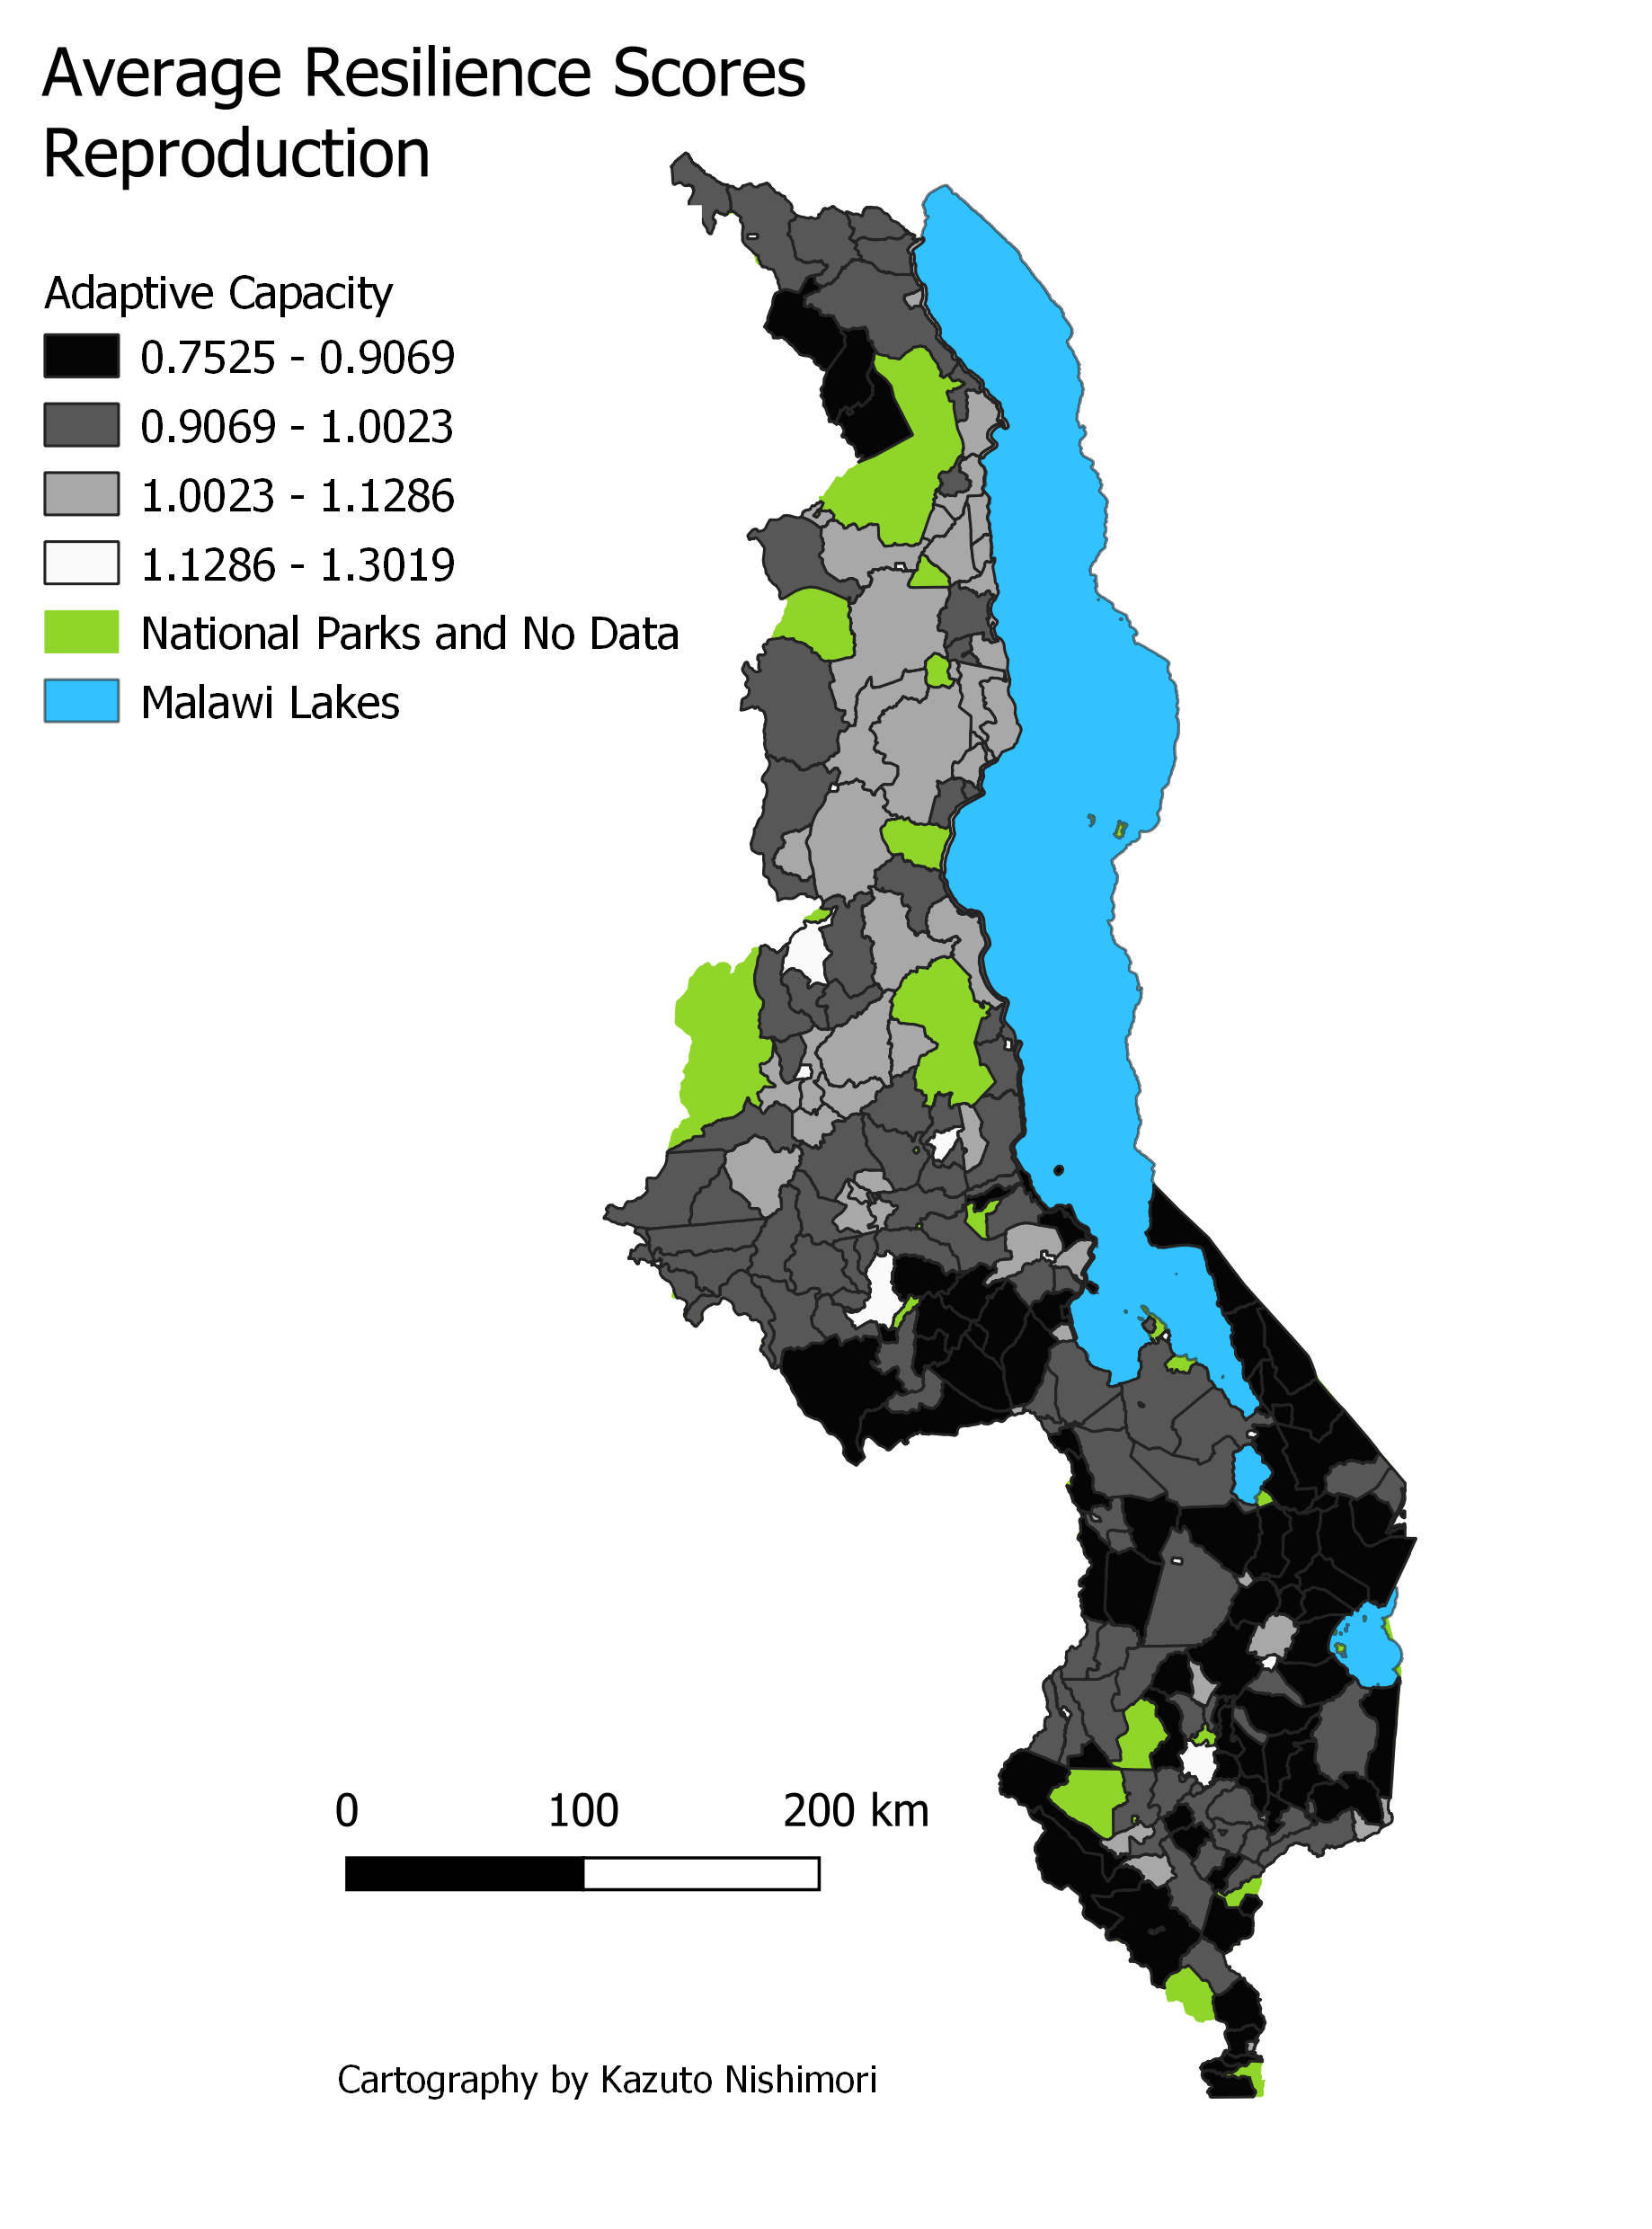 Average Resilience Scores
Reproduction
Adaptive Capacity
0.7525 - 0.9069
0.9069 - 1.0023
1.0023 - 1.1286
1.1286 - 1.3019
National Parks and No Data
Malawi Lakes
0 100 200 km
Cartography by Kazuto Nishimori